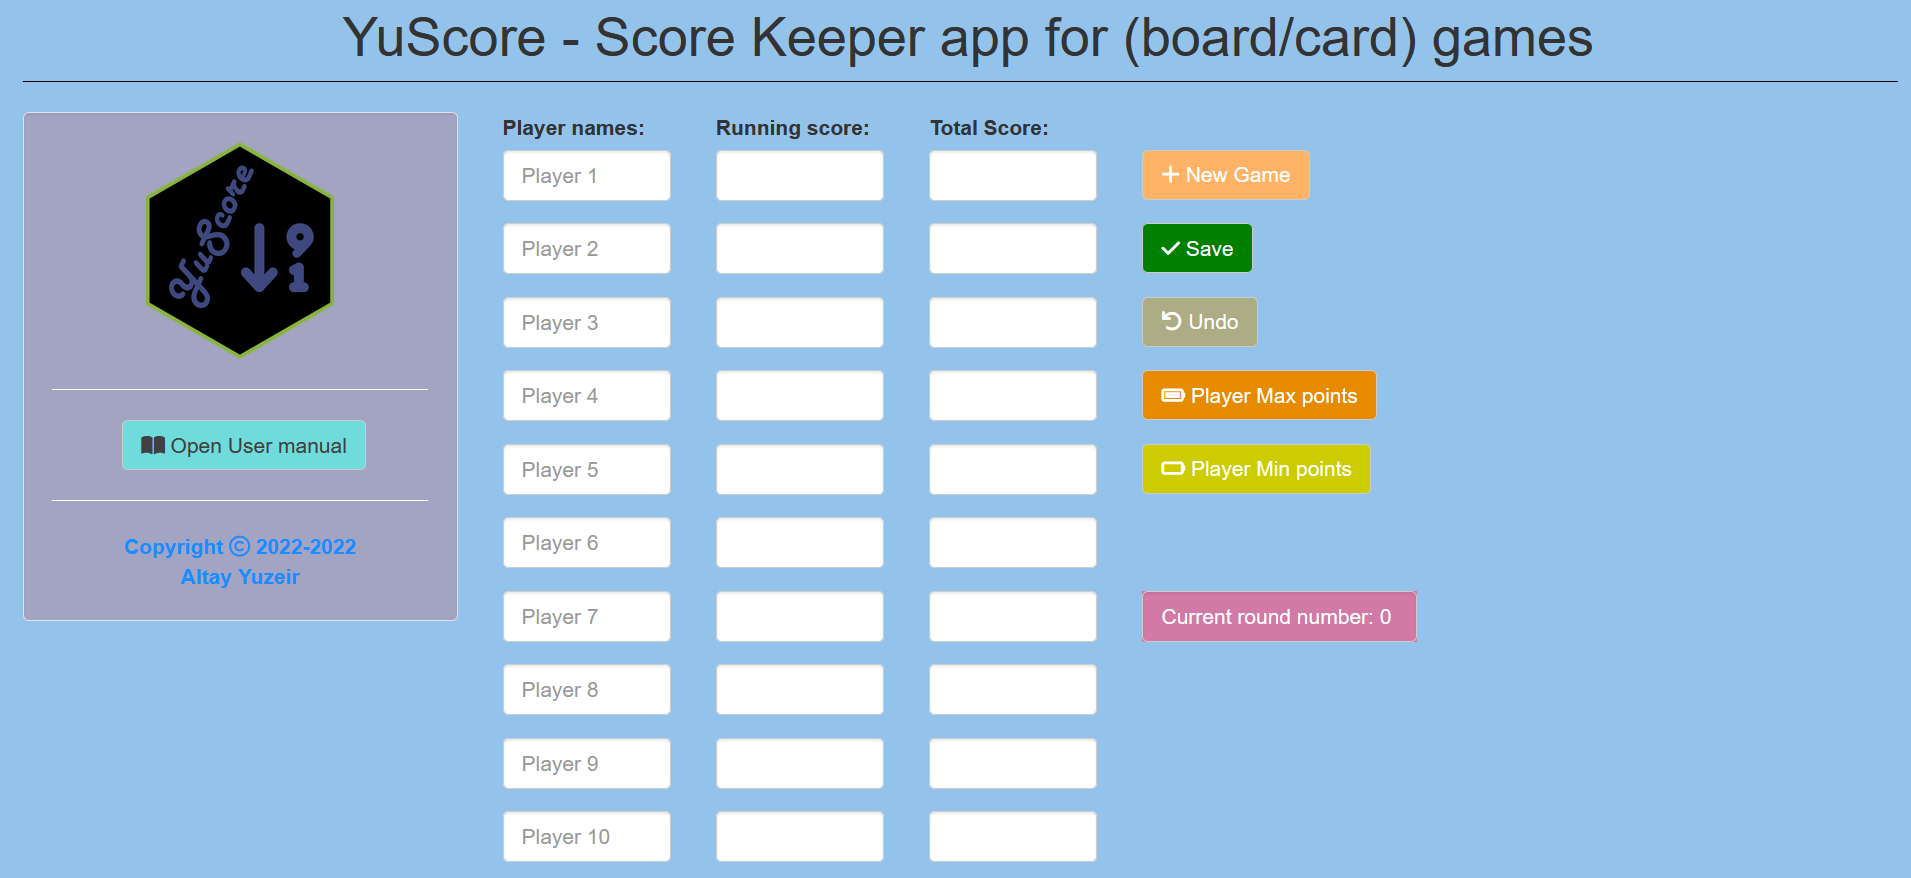 YuScore - Score Keeper app for (board/card) games
YuScore
9
1
Open User manual
Copyright © 2022-2022
Altay Yuzeir
Player names: Running score: Total Score:
Player 1
Player 2
Player 3
Player 4
Player 5
Player 6
Player 7
Player 8
Player 9
Player 10
New Game
Save
Undo
Player Max points
Player Min points
Current round number: 0